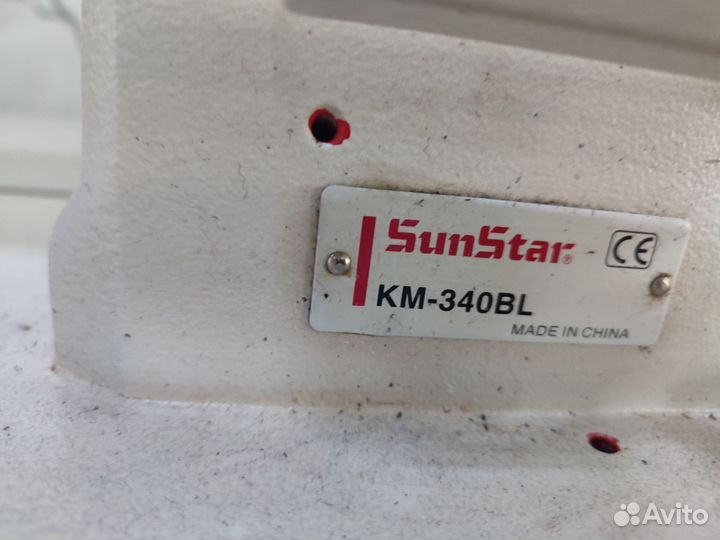 SunStar®
CE
KM-340BL
MADE IN CHINA
Avito